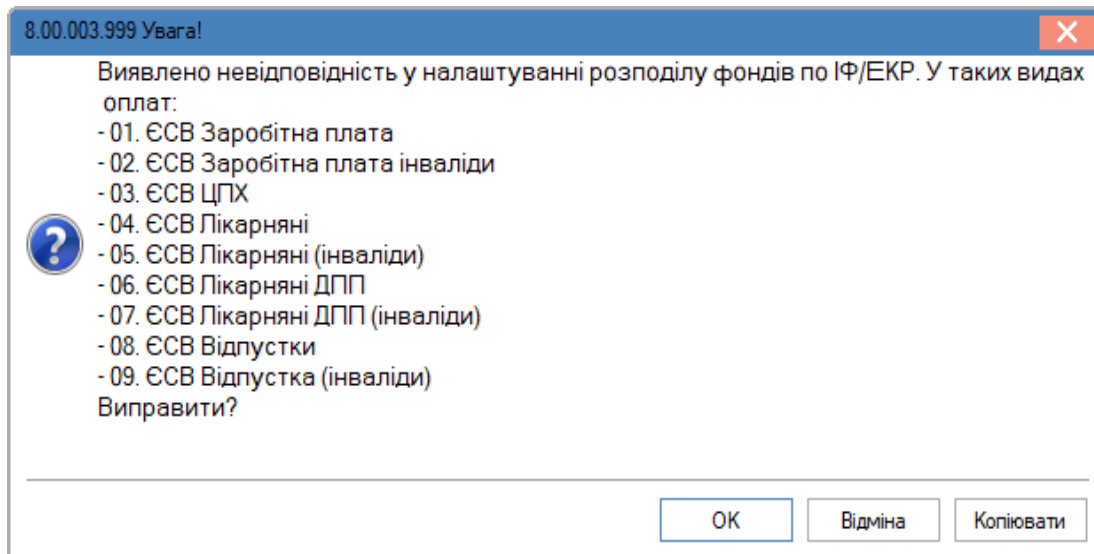 8.00.003.999 Увага!
Виявлено невідповідність у налаштуванні розподілу фондів по ІФ/ЕКР. У таких видах
оплат:
- 01. ЄСВ Заробітна плата
- 02. ЄСВ Заробітна плата інваліди
- 03. ЄСВ ЦПХ
- 04. ЄСВ Лікарняні
- 05. ЄСВ Лікарняні (інваліди)
- 06. ЄСВ Лікарняні ДПП
- 07. ЄСВ Лікарняні ДПП (інваліди)
- 08. ЄСВ Відпустки
- 09. ЄСВ Відпустка (інваліди)
Виправити?
OK Відміна Копіювати